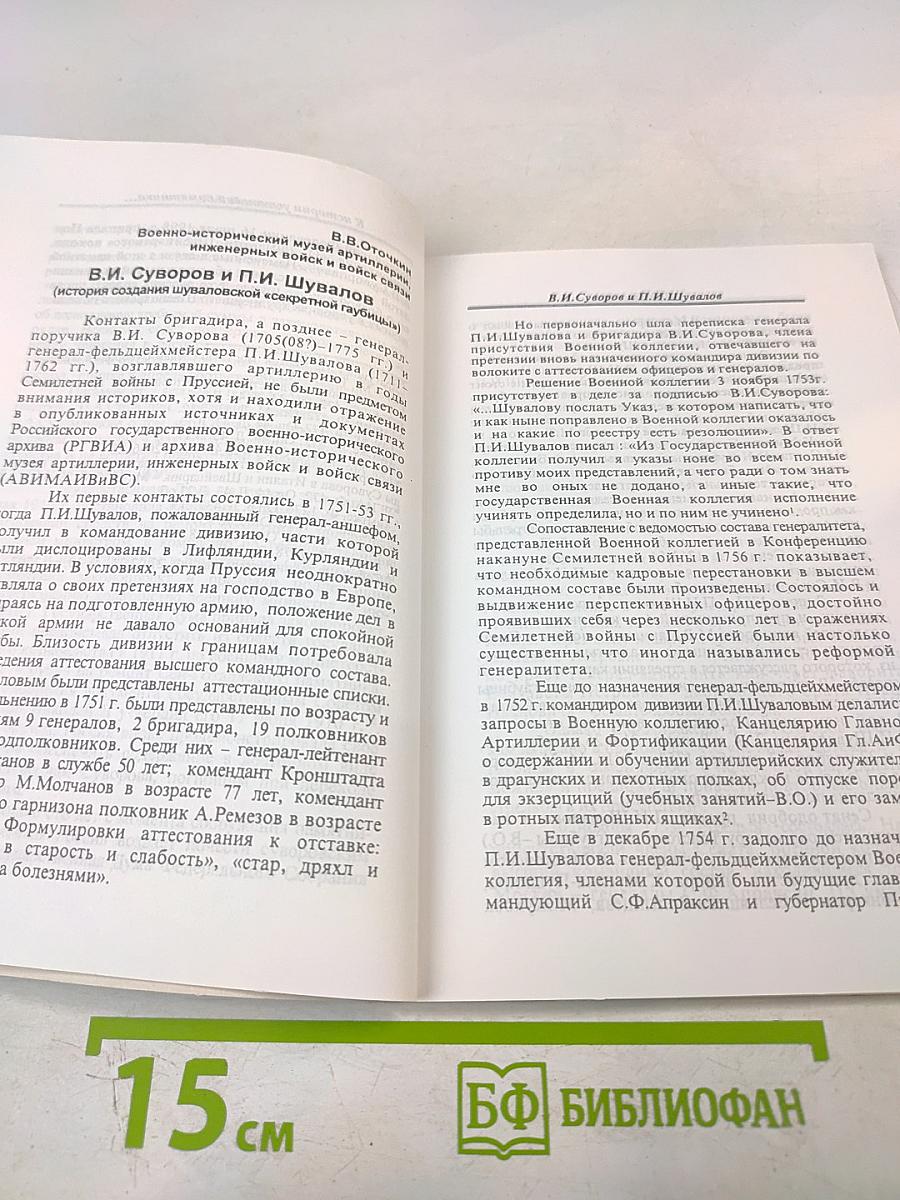 К истории
В.В.Оточкин
Военно-исторический музей артиллерии,
инженерных войск и войск связи
В.И. Суворов и П.И. Шувалов
(история создания шуваловской «секретной гаубицы»)
Контакты бригадира, а позднее – генерал-
поручика В.И. Суворова (1705(08?)–1775 гг.) и
генерал-фельдцейхмейстера П.И.Шувалова (1711–
1762 гг.), возглавлявшего артиллерию в годы
Семилетней войны с Пруссией, не были предметом
внимания историков, хотя и находили отражение
в опубликованных источниках и документах
Российского государственного военно-исторического
архива (РГВИА) и архива Военно-исторического
музея артиллерии, инженерных войск и войск связи
(АВИМАИВиВС).
Их первые контакты состоялись в 1751-53 гг.,
огда П.И.Шувалов, пожалованный генерал-аншефом,
олучил в командование дивизию, части которой
ыли дислоцированы в Лифляндии, Курляндии и
тляндии. В условиях, когда Пруссия неоднократно
вляла о своих претензиях на господство в Европе,
раясь на подготовленную армию, положение дел в
кой армии не давало оснований для спокойной
бы. Близость дивизии к границам потребовала
едения аттестования высшего командного состава.
ловым были представлены аттестационные списки.
льнению в 1751 г. были представлены по возрасту и
ям 9 генералов, 2 бригадира, 19 полковников
одполковников. Среди них – генерал-лейтенант
анов в службе 50 лет; комендант Кронштадта
р М.Молчанов в возрасте 77 лет, комендант
о гарнизона полковник А.Ремезов в возрасте
Формулировки аттестования к отставке:
в старость и слабость», «стар, дряхл и
а болезнями».
В.И.Суворов и П.И.Шувалов
Но первоначально шла переписка генерала
П.И.Шувалова и бригадира В.И.Суворова, члена
присутствия Военной коллегии, отвечавшего на
претензии вновь назначенного командира дивизии по
волоките с аттестованием офицеров и генералов.
Решение Военной коллегии 3 ноября 1753г.
присутствует в деле за подписью В.И.Суворова:
«...Шувалову послать Указ, в котором написать, что
и как ныне поправлено в Военной коллегии оказалось
и на какие по реестру есть резолюции». В ответ
П.И.Шувалов писал : «Из Государственной Военной
коллегии получил я указы ноне во всем полные
противу моих представлений, а чего ради о том знать
мне во оных не додано, а иные такие, что
государственная Военная коллегия исполнение
учинять определила, но и по ним не учинено¹.
Сопоставление с ведомостью состава генералитета,
представленной Военной коллегией в Конференцию
накануне Семилетней войны в 1756 г. показывает,
что необходимые кадровые перестановки в высшем
командном составе были произведены. Состоялось и
выдвижение перспективных офицеров, достойно
проявивших себя через несколько лет в сражениях
Семилетней войны с Пруссией были настолько
существенны, что иногда назывались реформой
генералитета.
Еще до назначения генерал-фельдцейхмейстером
в 1752 г. командиром дивизии П.И.Шуваловым делалис
запросы в Военную коллегию, Канцелярию Главно
Артиллерии и Фортификации (Канцелярия Гл.АиФ
о содержании и обучении артиллерийских служител
в драгунских и пехотных полках, об отпуске поро
для экзерциций (учебных занятий–В.О.) и его зам
в ротных патронных ящиках².
Еще в декабре 1754 г. задолго до назнач
П.И.Шувалова генерал-фельдцейхмейстером Вое
коллегия, членами которой были будущие глав
мандующий С.Ф.Апраксин и губернатор П
15 см
БФ БИБЛИОФАН